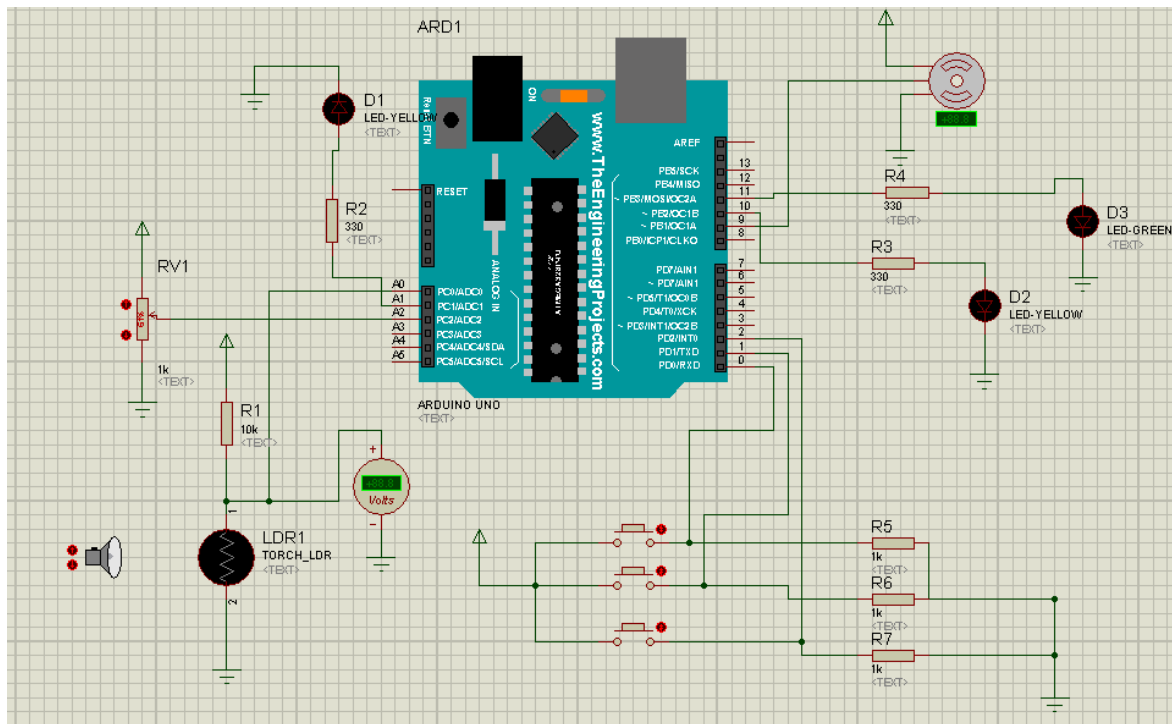 ARD1
D1
LED-YELLOW
<TEXT>
R2
330
<TEXT>
RV1
1k
<TEXT>
R1
10k
<TEXT>
+88.8
Volts
LDR1
TORCH_LDR
<TEXT>
1
2
ON
www.TheEngineeringProjects.com
ANALOG IN
RESET
A0
A1
A2
A3
A4
A5
PC0/ADC0
PC1/ADC1
PC2/ADC2
PC3/ADC3
PC4/ADC4/SDA
PC5/ADC5/SCL
AREF
13
12
11
10
9
8
PB5/SCK
PB4/MISO
~ PB3/MOSI/OC2A
~ PB2/OC1B
~ PB1/OC1A
PB0/ICP1/CLKO
7
6
5
4
3
2
1
0
PD7/AIN1
~ PD5/T1/OC0B
PD4/T0/XCK
~ PD3/INT1/OC2B
PD2/INT0
PD1/TXD
PD0/RXD
ARDUINO UNO
<TEXT>
+88.8
R4
330
<TEXT>
D3
LED-GREEN
<TEXT>
R3
330
<TEXT>
D2
LED-YELLOW
<TEXT>
R5
1k
<TEXT>
R6
1k
<TEXT>
R7
1k
<TEXT>